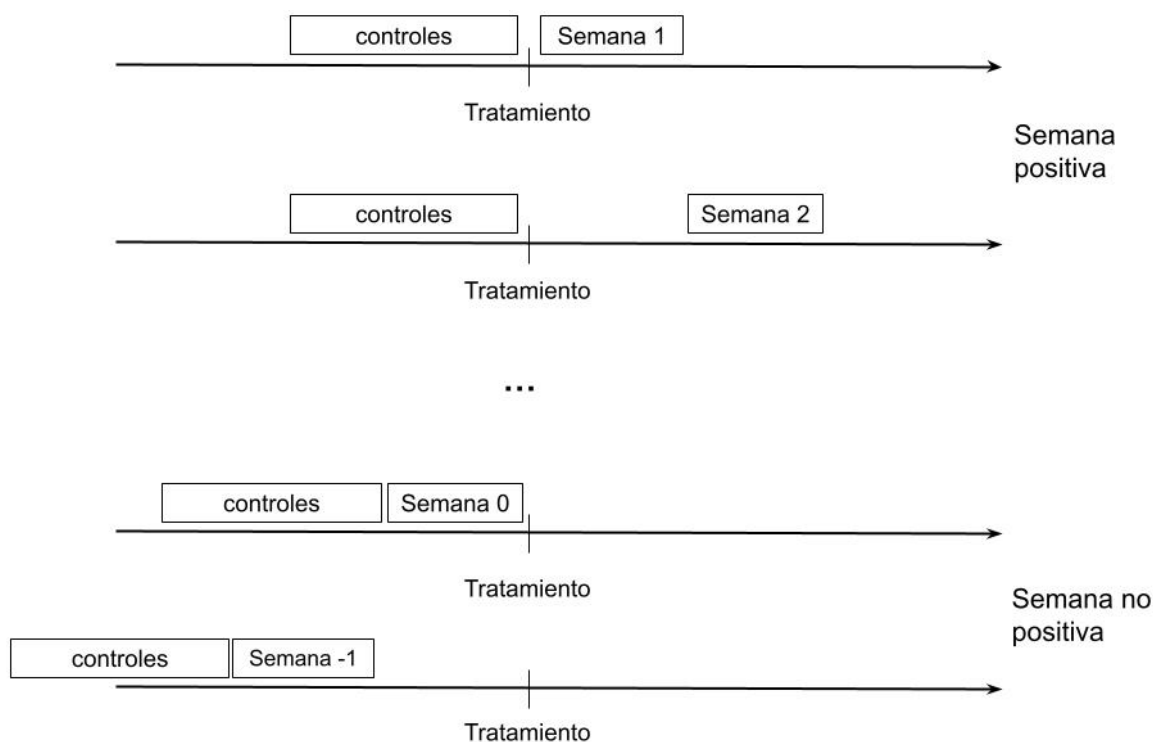 controles
Semana 1
Tratamiento
Semana
positiva
controles
Semana 2
Tratamiento
...
controles
Semana 0
Tratamiento
Semana no
positiva
controles
Semana -1
Tratamiento